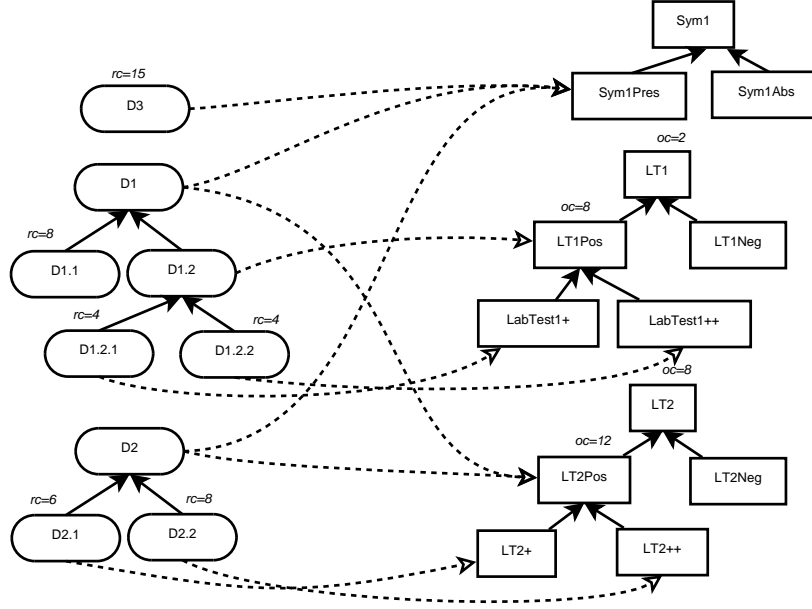 Sym1
rc=15
Sym1Pres
Sym1Abs
D3
oc=2
LT1
D1
oc=8
rc=8
LT1Pos
LT1Neg
D1.1
D1.2
rc=4
rc=4
LabTest1+
LabTest1++
D1.2.1
D1.2.2
oc=8
LT2
D2
oc=12
LT2Pos
LT2Neg
rc=6
rc=8
D2.1
D2.2
LT2+
LT2++